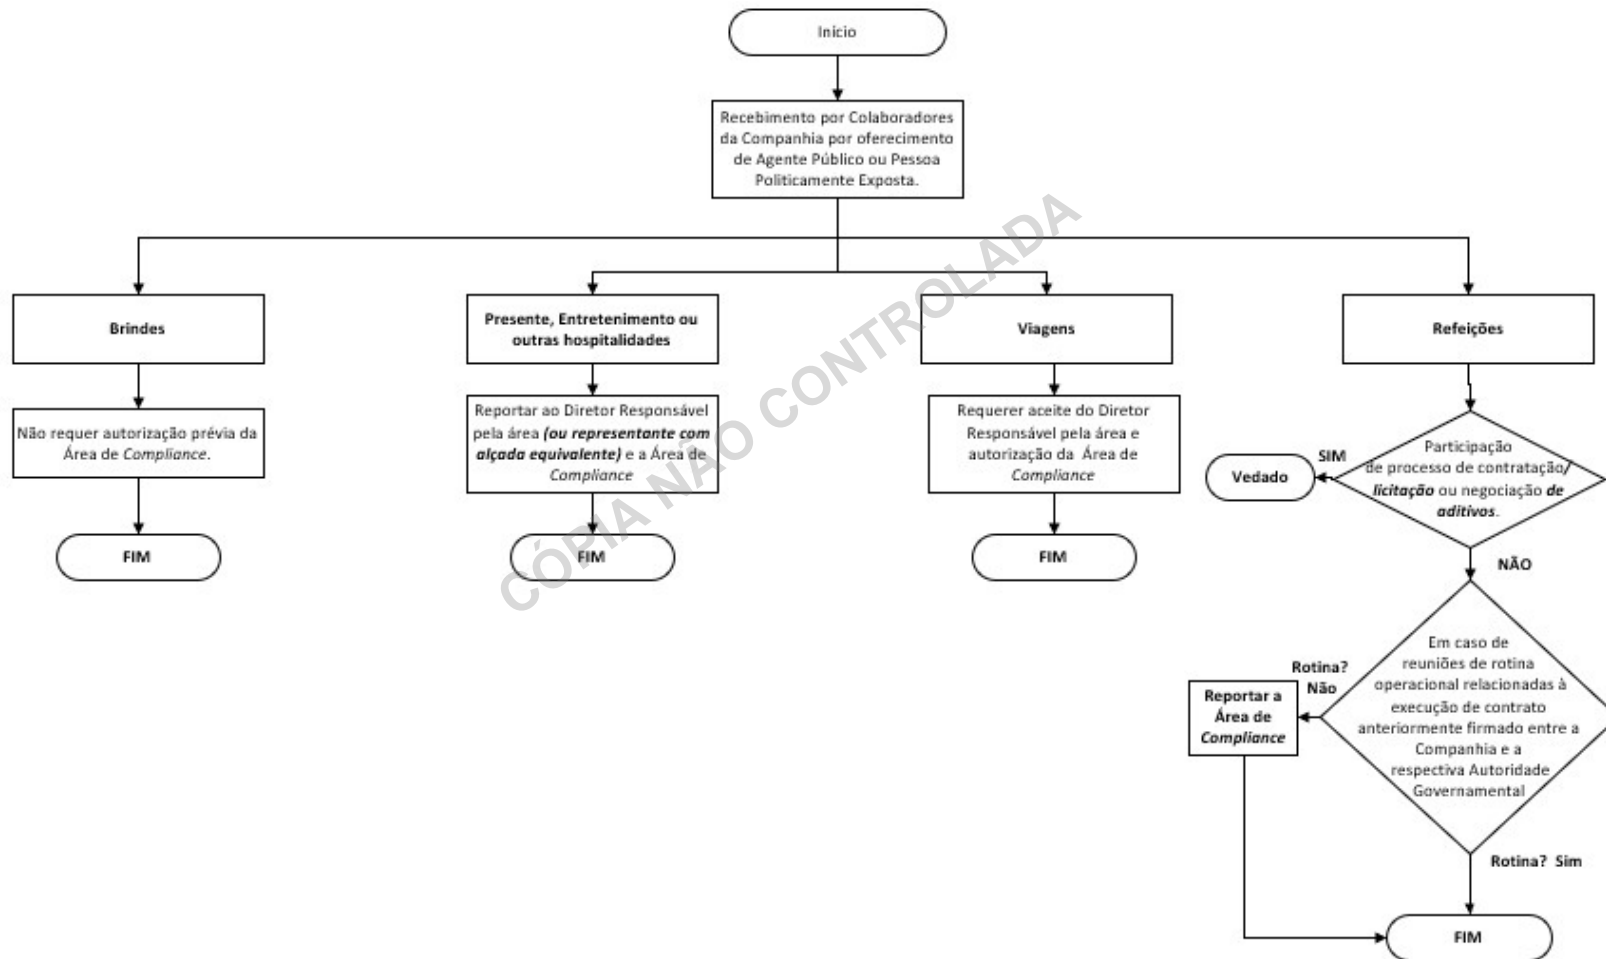 Início
Recebimento por Colaboradores
da Companhia por oferecimento
de Agente Público ou Pessoa
Politicamente Exposta.
Brindes
Não requer autorização prévia da
Área de Compliance.
FIM
Presente, Entretenimento ou
outras hospitalidades
Reportar ao Diretor Responsável
pela área (ou representante com
alçada equivalente) e a Área de
Compliance
FIM
Viagens
Requerer aceite do Diretor
Responsável pela área e
autorização da Área de
Compliance
FIM
Refeições
Participação
de processo de contratação/
licitação ou negociação de
aditivos.
SIM
Vedado
NÃO
Em caso de
reuniões de rotina
operacional relacionadas à
execução de contrato
anteriormente firmado entre a
Companhia e a
respectiva Autoridade
Governamental
Rotina?
Não
Reportar a
Área de
Compliance
Rotina? Sim
FIM
CÓPIA NÃO CONTROLADA